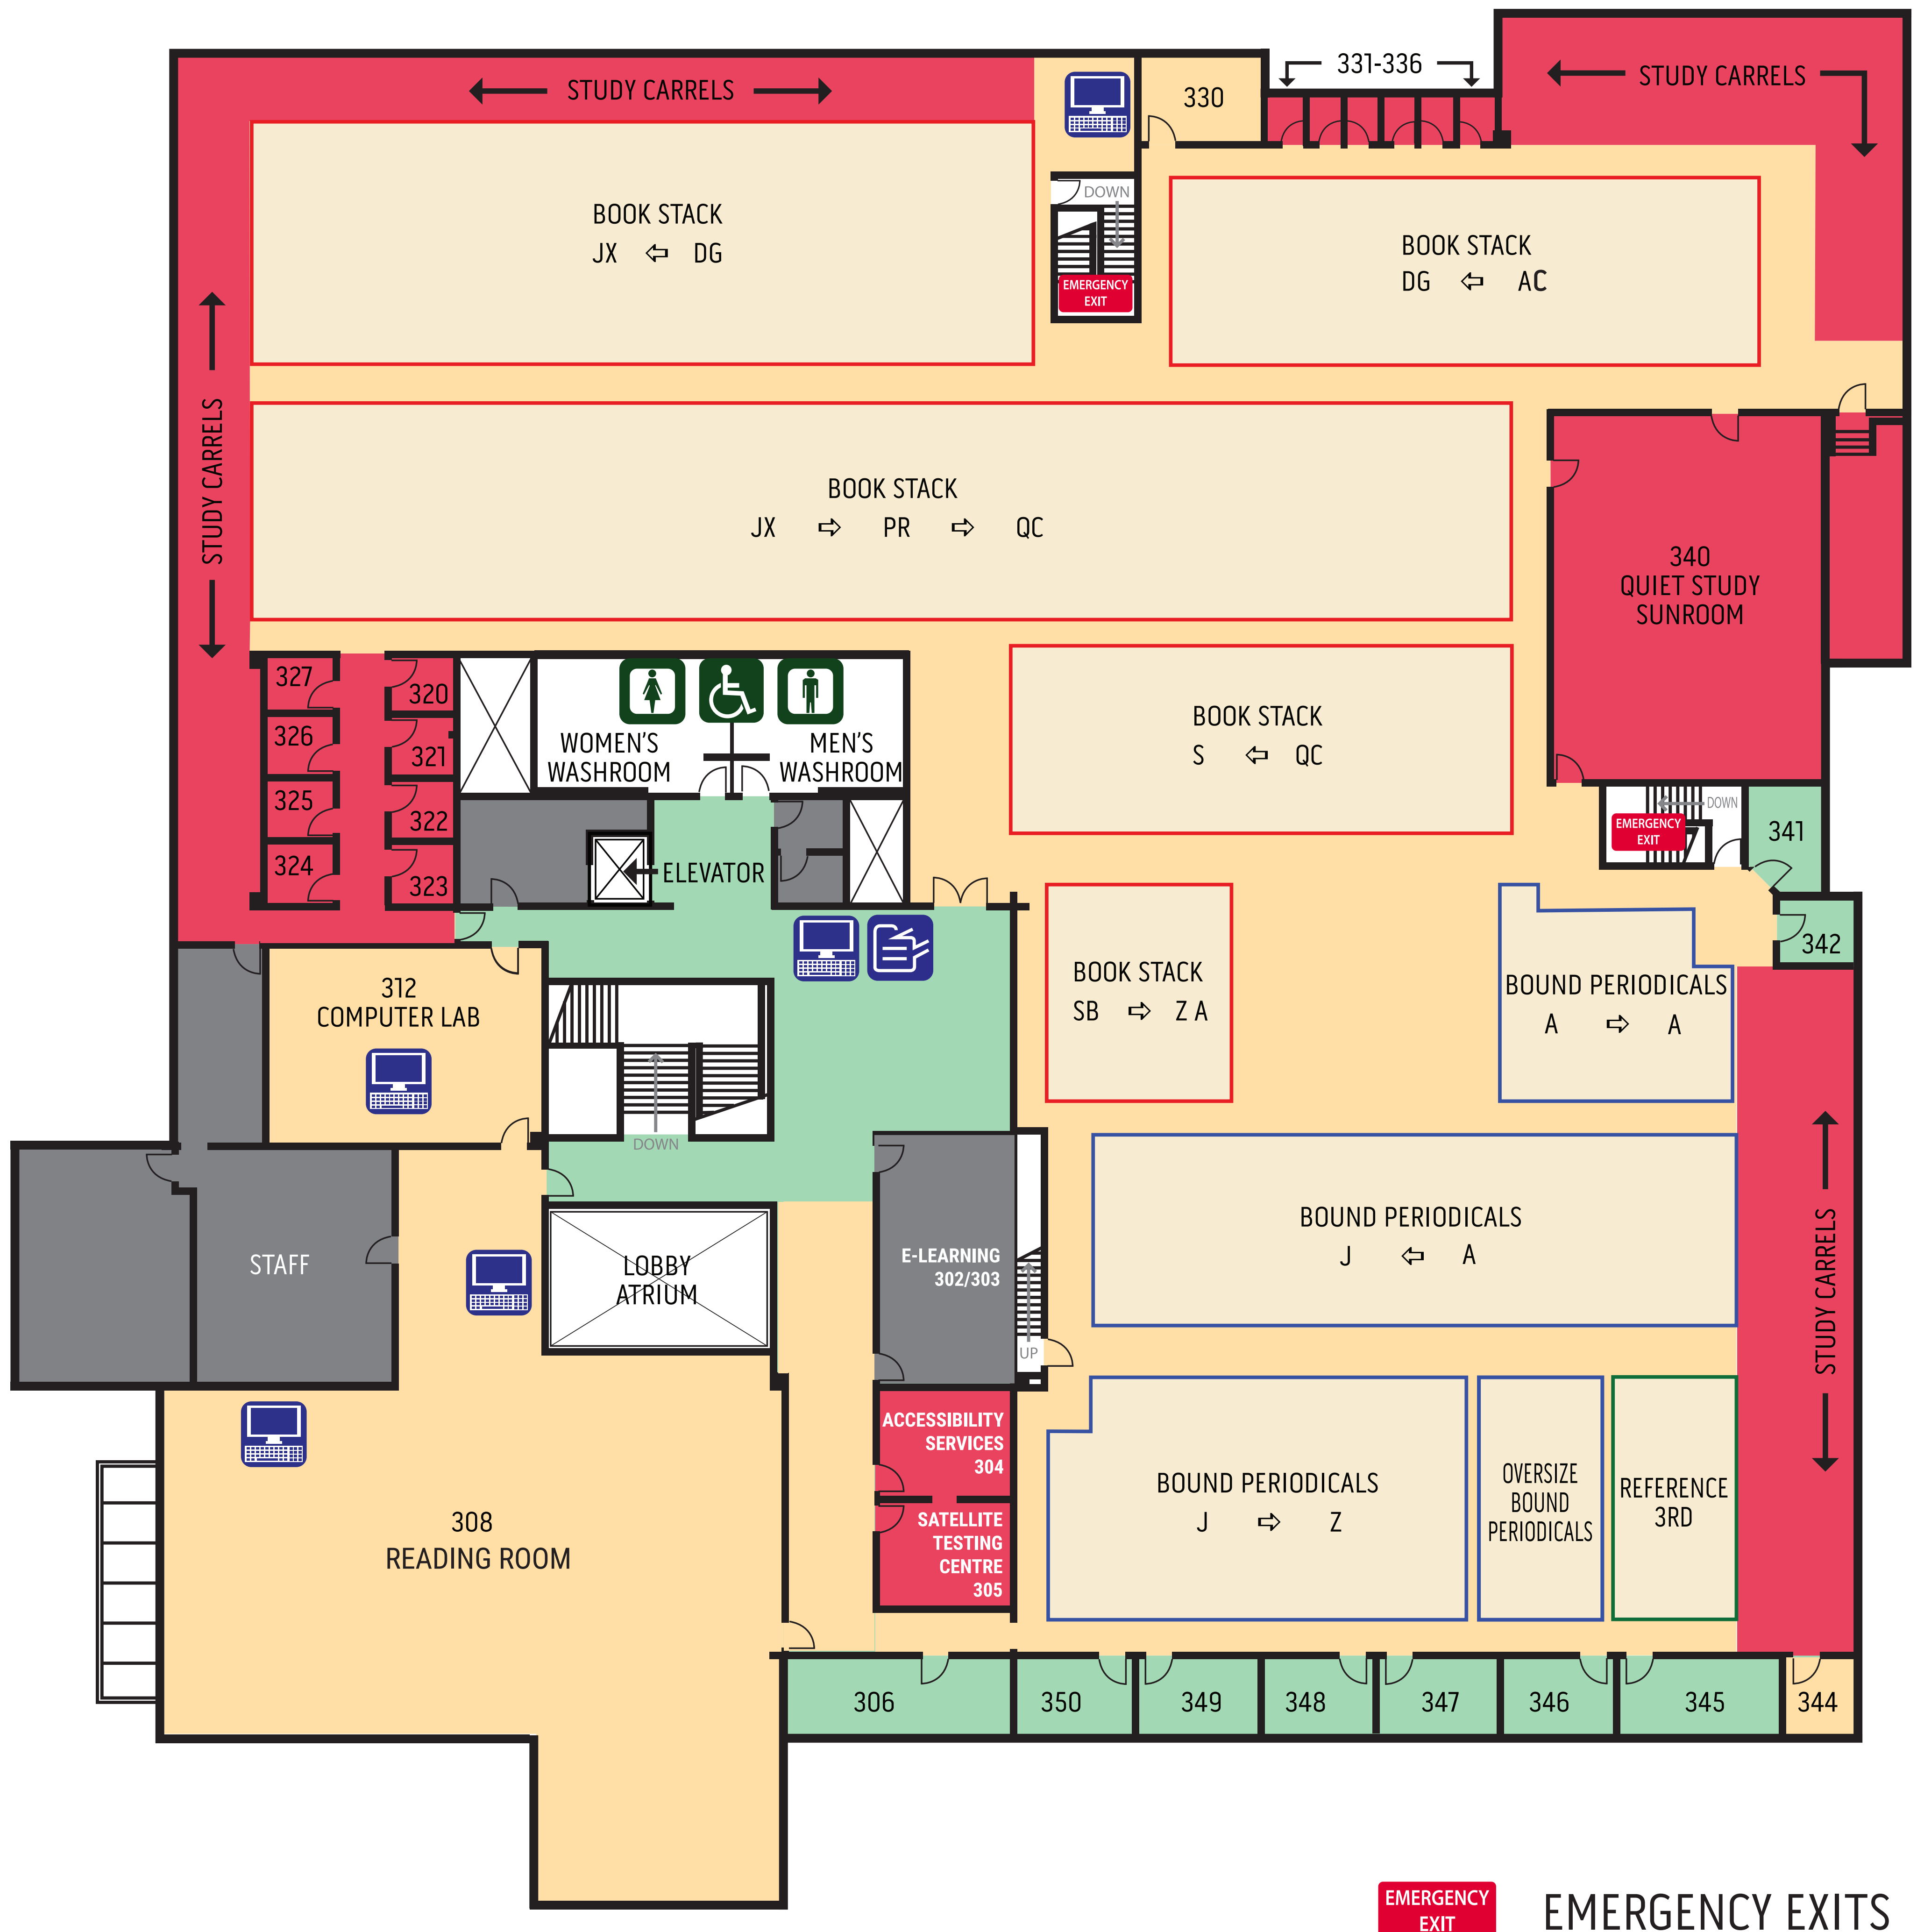 331-336
STUDY CARRELS
STUDY CARRELS
330
DOWN
EMERGENCY
EXIT
BOOK STACK
JX ⇦ DG
BOOK STACK
DG ⇦ AC
STUDY CARRELS
BOOK STACK
JX ⇨ PR ⇨ QC
340
QUIET STUDY
SUNROOM
327
326
325
324
320
321
322
323
WOMEN'S
WASHROOM
MEN'S
WASHROOM
ELEVATOR
BOOK STACK
S ⇦ QC
DOWN
EMERGENCY
EXIT
341
342
BOOK STACK
SB ⇨ Z A
BOUND PERIODICALS
A ⇨ A
312
COMPUTER LAB
DOWN
STAFF
LOBBY
ATRIUM
E-LEARNING
302/303
UP
BOUND PERIODICALS
J ⇦ A
STUDY CARRELS
ACCESSIBILITY
SERVICES
304
SATELLITE
TESTING
CENTRE
305
BOUND PERIODICALS
J ⇨ Z
OVERSIZE
BOUND
PERIODICALS
REFERENCE
3RD
308
READING ROOM
306
350
349
348
347
346
345
344
EMERGENCY
EXIT
EMERGENCY EXITS